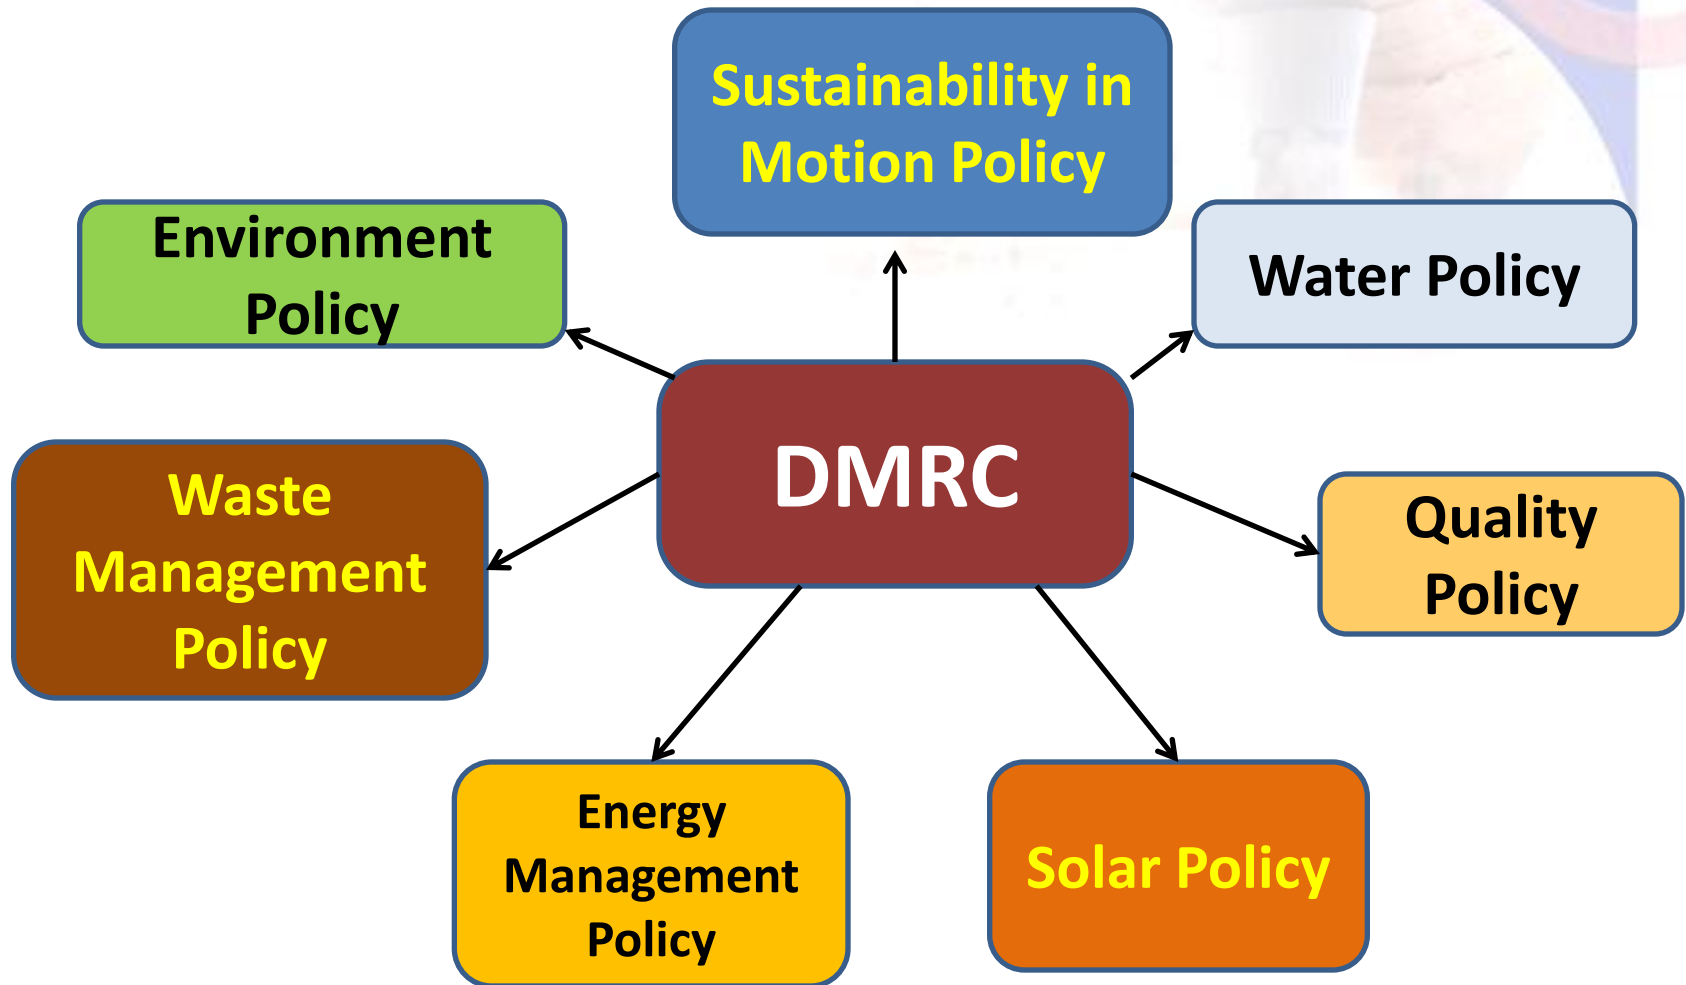 Sustainability in
Motion Policy
Environment
Policy
Water Policy
DMRC
Waste
Management
Policy
Quality
Policy
Energy
Management
Policy
Solar Policy